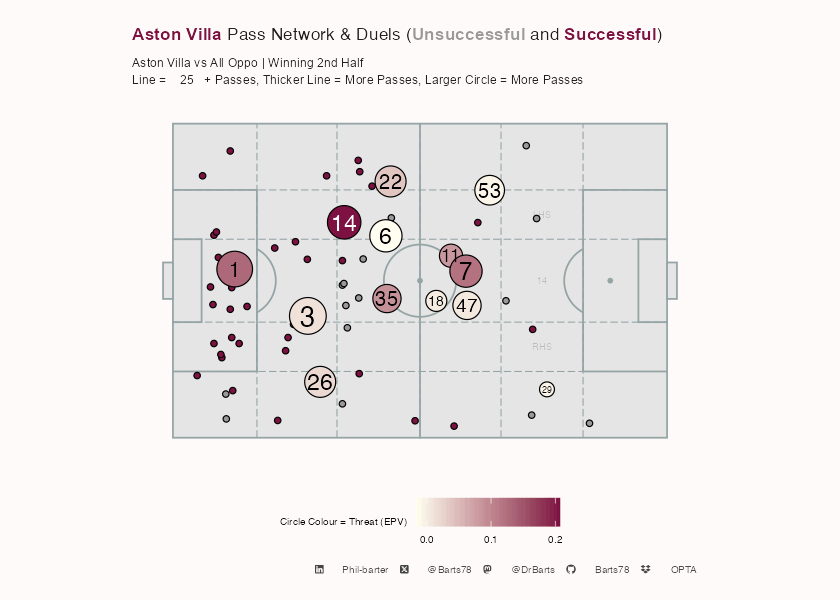 Aston Villa Pass Network & Duels (Unsuccessful and Successful)
Aston Villa vs All Oppo | Winning 2nd Half
Line = 25 + Passes, Thicker Line = More Passes, Larger Circle = More Passes
22
53
14
HS
6
11
1
7
14
35
18
47
3
RHS
26
29
Circle Colour = Threat (EPV)
0.0 0.1 0.2
Phil-barter @Barts78 @DrBarts Barts78 OPTA